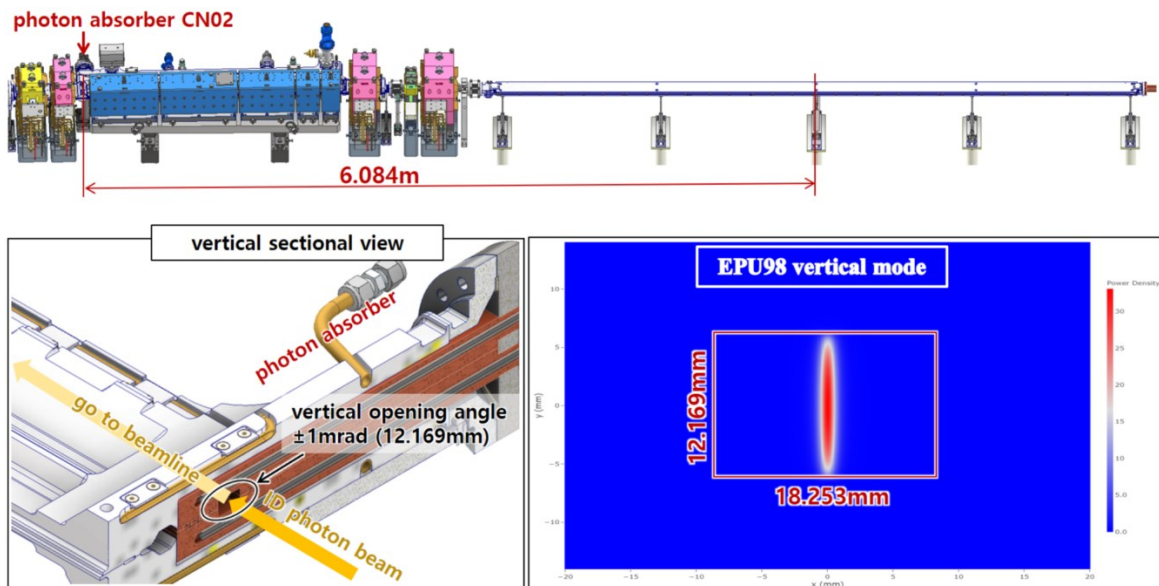 photon absorber CN02
6.084m
vertical sectional view
photon absorber
go to beamline
vertical opening angle
±1mrad (12.169mm)
ID photon beam
EPU98 vertical mode
Power Density
30
25
20
15
10
5.0
0.0
12.169mm
18.253mm
y (mm)
10
5
0
−5
−10
−20
−15
−10
−5
0
5
10
15
20
x (mm)